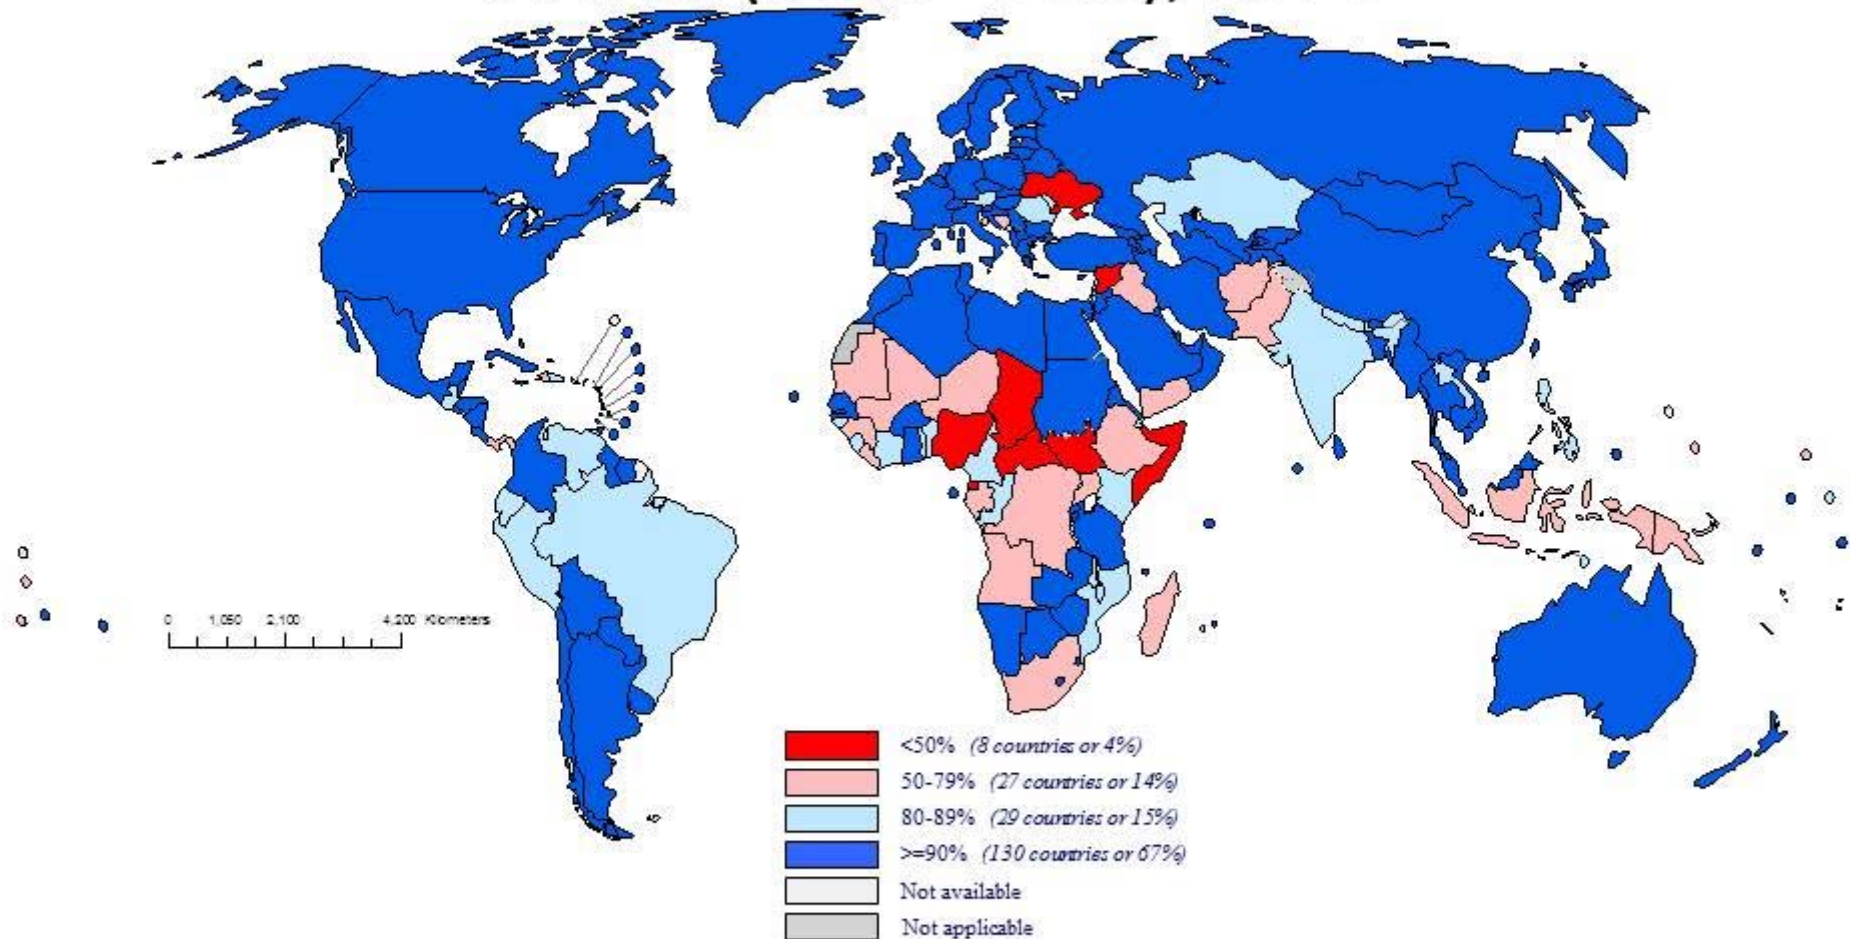 0 1,050 2,100 4,200 Kilometers
<50% (8 countries or 4%)
50-79% (27 countries or 14%)
80-89% (29 countries or 15%)
>=90% (130 countries or 67%)
Not available
Not applicable